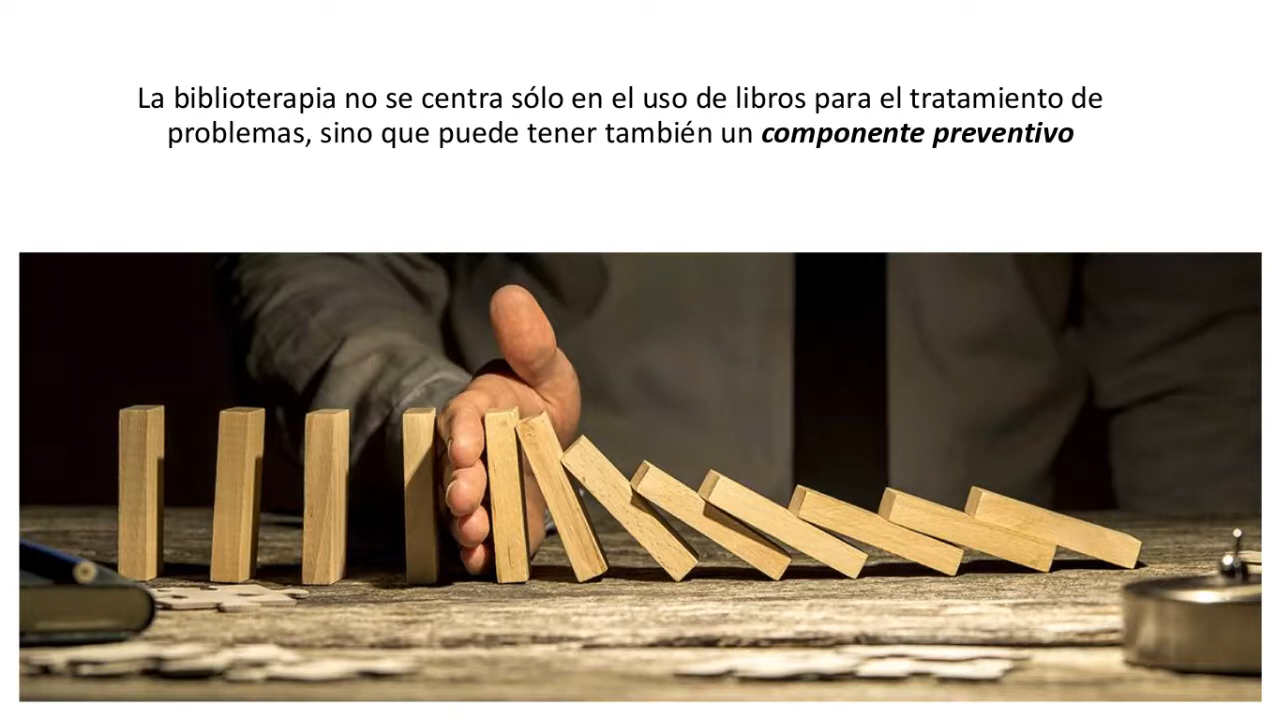 La biblioterapia no se centra sólo en el uso de libros para el tratamiento de
problemas, sino que puede tener también un componente preventivo